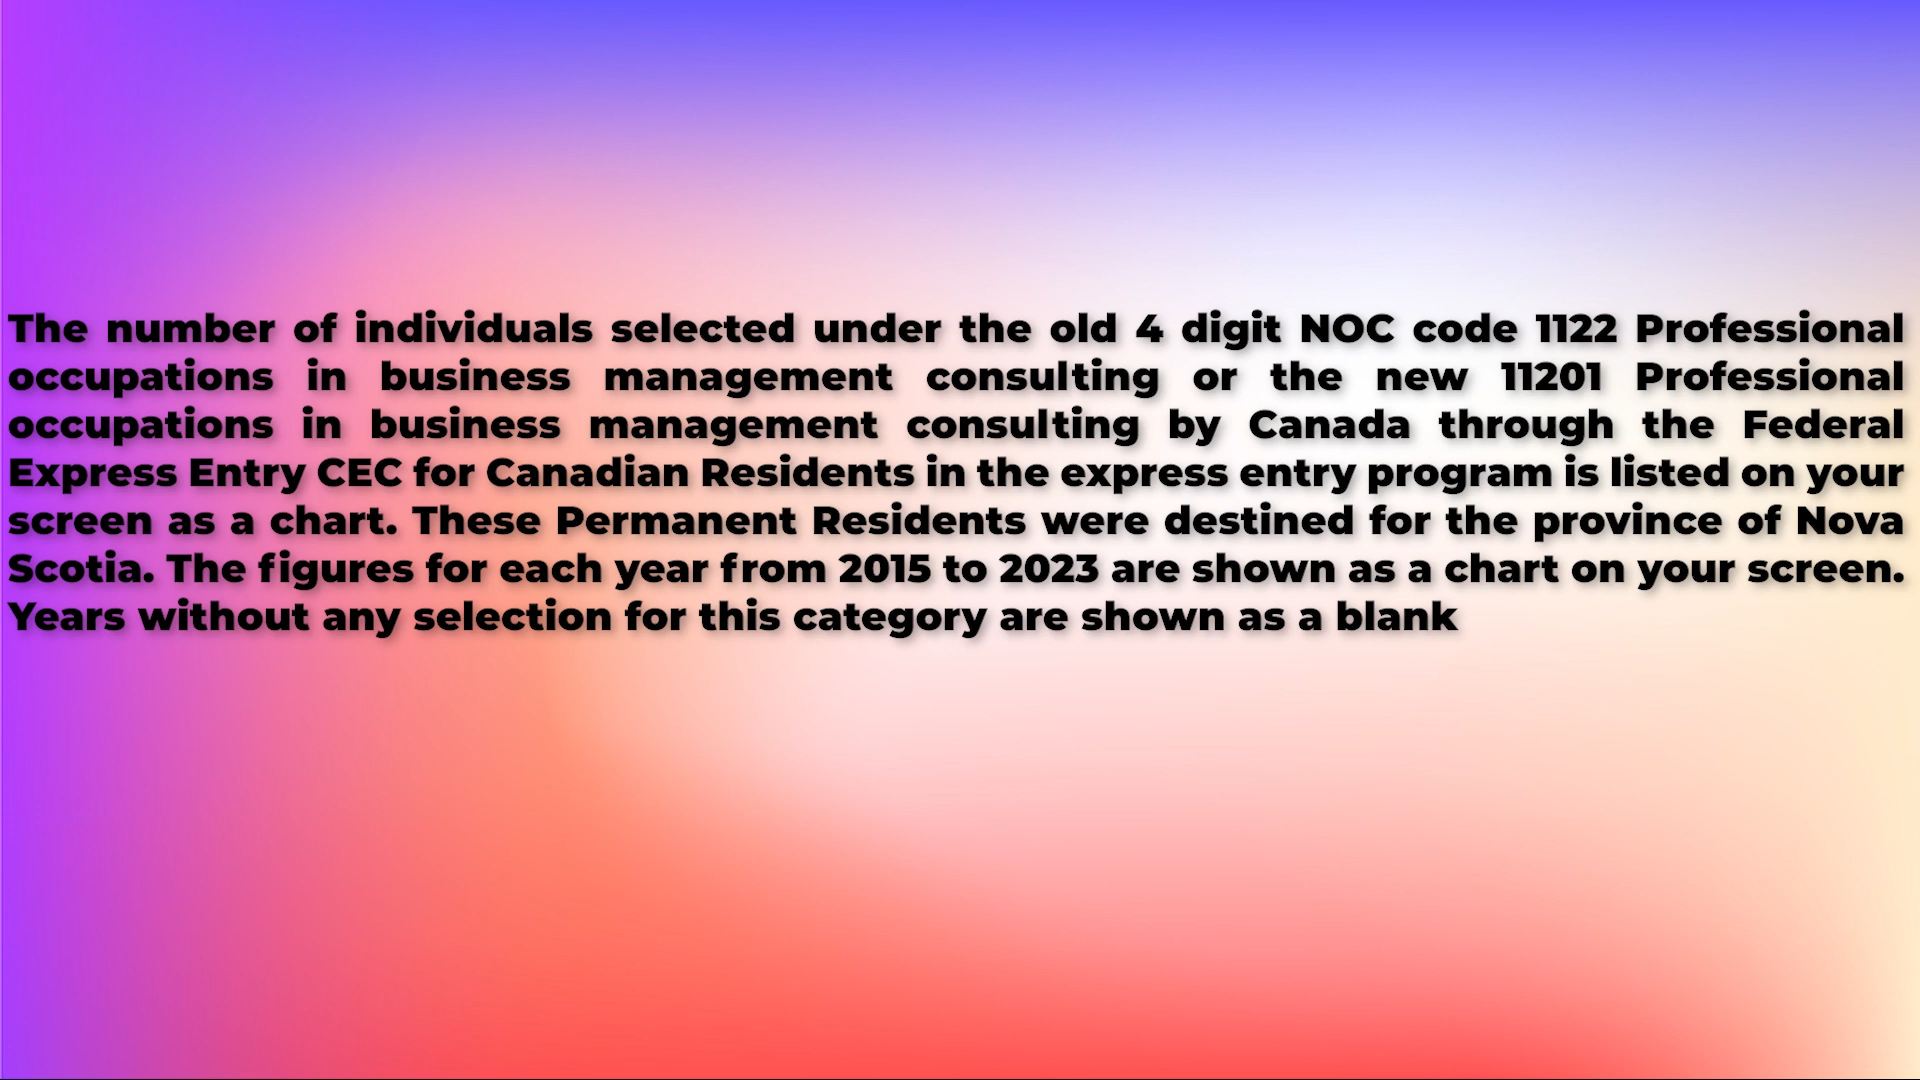 The number of individuals selected under the old 4 digit NOC code 1122 Professional
occupations in business management consulting or the new 11201 Professional
occupations in business management consulting by Canada through the Federal
Express Entry CEC for Canadian Residents in the express entry program is listed on your
screen as a chart. These Permanent Residents were destined for the province of Nova
Scotia. The figures for each year from 2015 to 2023 are shown as a chart on your screen.
Years without any selection for this category are shown as a blank